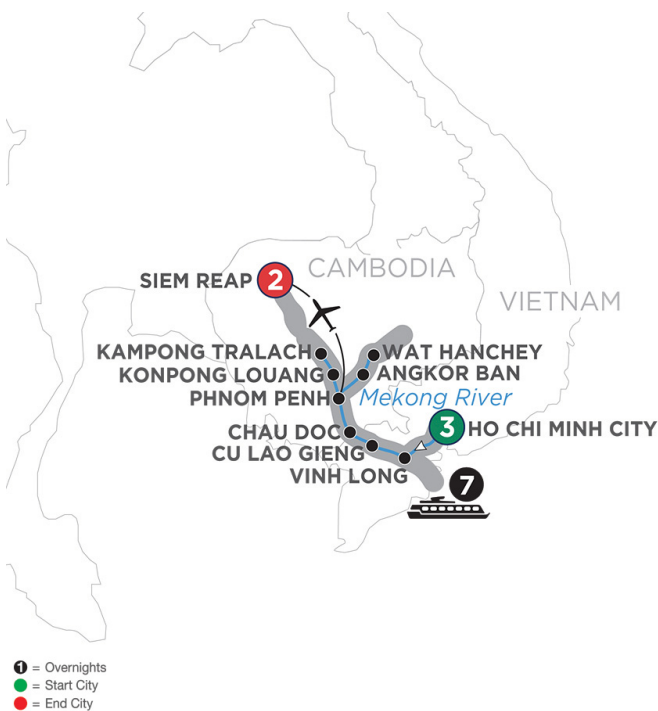 CAMBODIA
SIEM REAP 2
VIETNAM
KAMPONG TRALACH
WAT HANCHEY
KONPONG LOUANG
ANGKOR BAN
PHNOM PENH
Mekong River
CHAU DOC
3 HO CHI MINH CITY
CU LAO GIENG
VINH LONG
7
1 = Overnights
= Start City
= End City